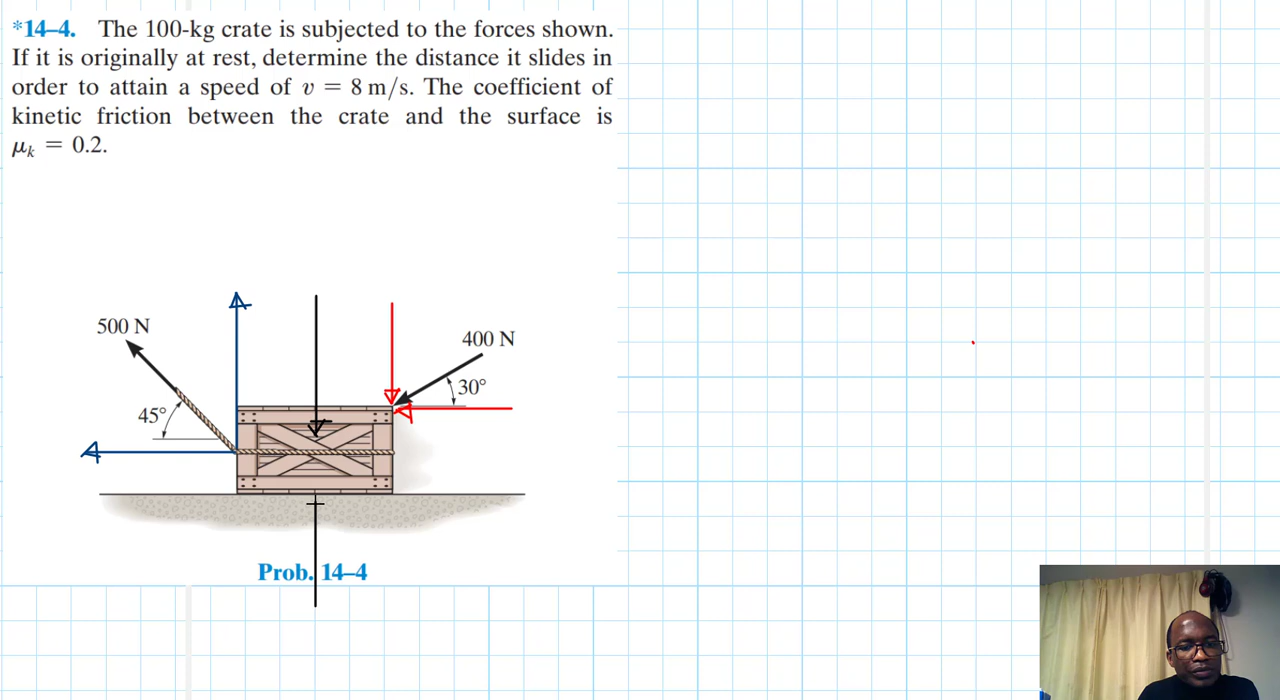 *14–4. The 100-kg crate is subjected to the forces shown.
If it is originally at rest, determine the distance it slides in
order to attain a speed of v = 8 m/s. The coefficient of
kinetic friction between the crate and the surface is
μk = 0.2.
500 N
400 N
30°
45°
Prob. 14–4